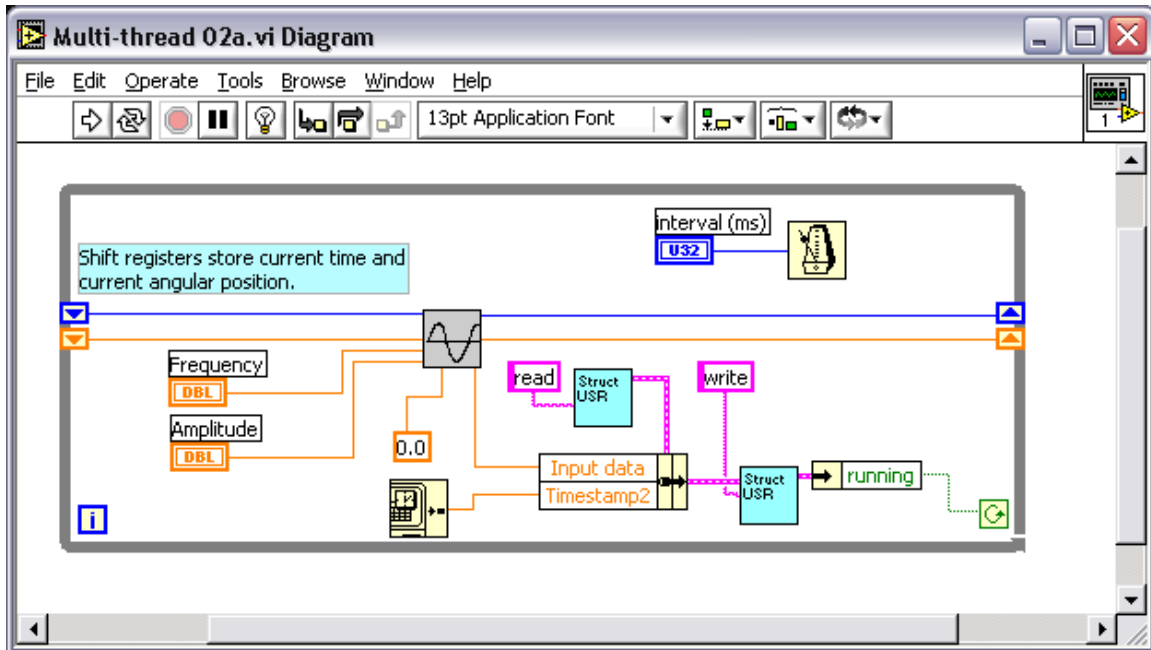 Multi-thread 02a.vi Diagram
File Edit Operate Tools Browse Window Help
13pt Application Font
1
interval (ms)
U32
Shift registers store current time and
current angular position.
Frequency
DBL
read
Struct
USR
write
Amplitude
DBL
0.0
Input data
Timestamp2
Struct
USR
running
i